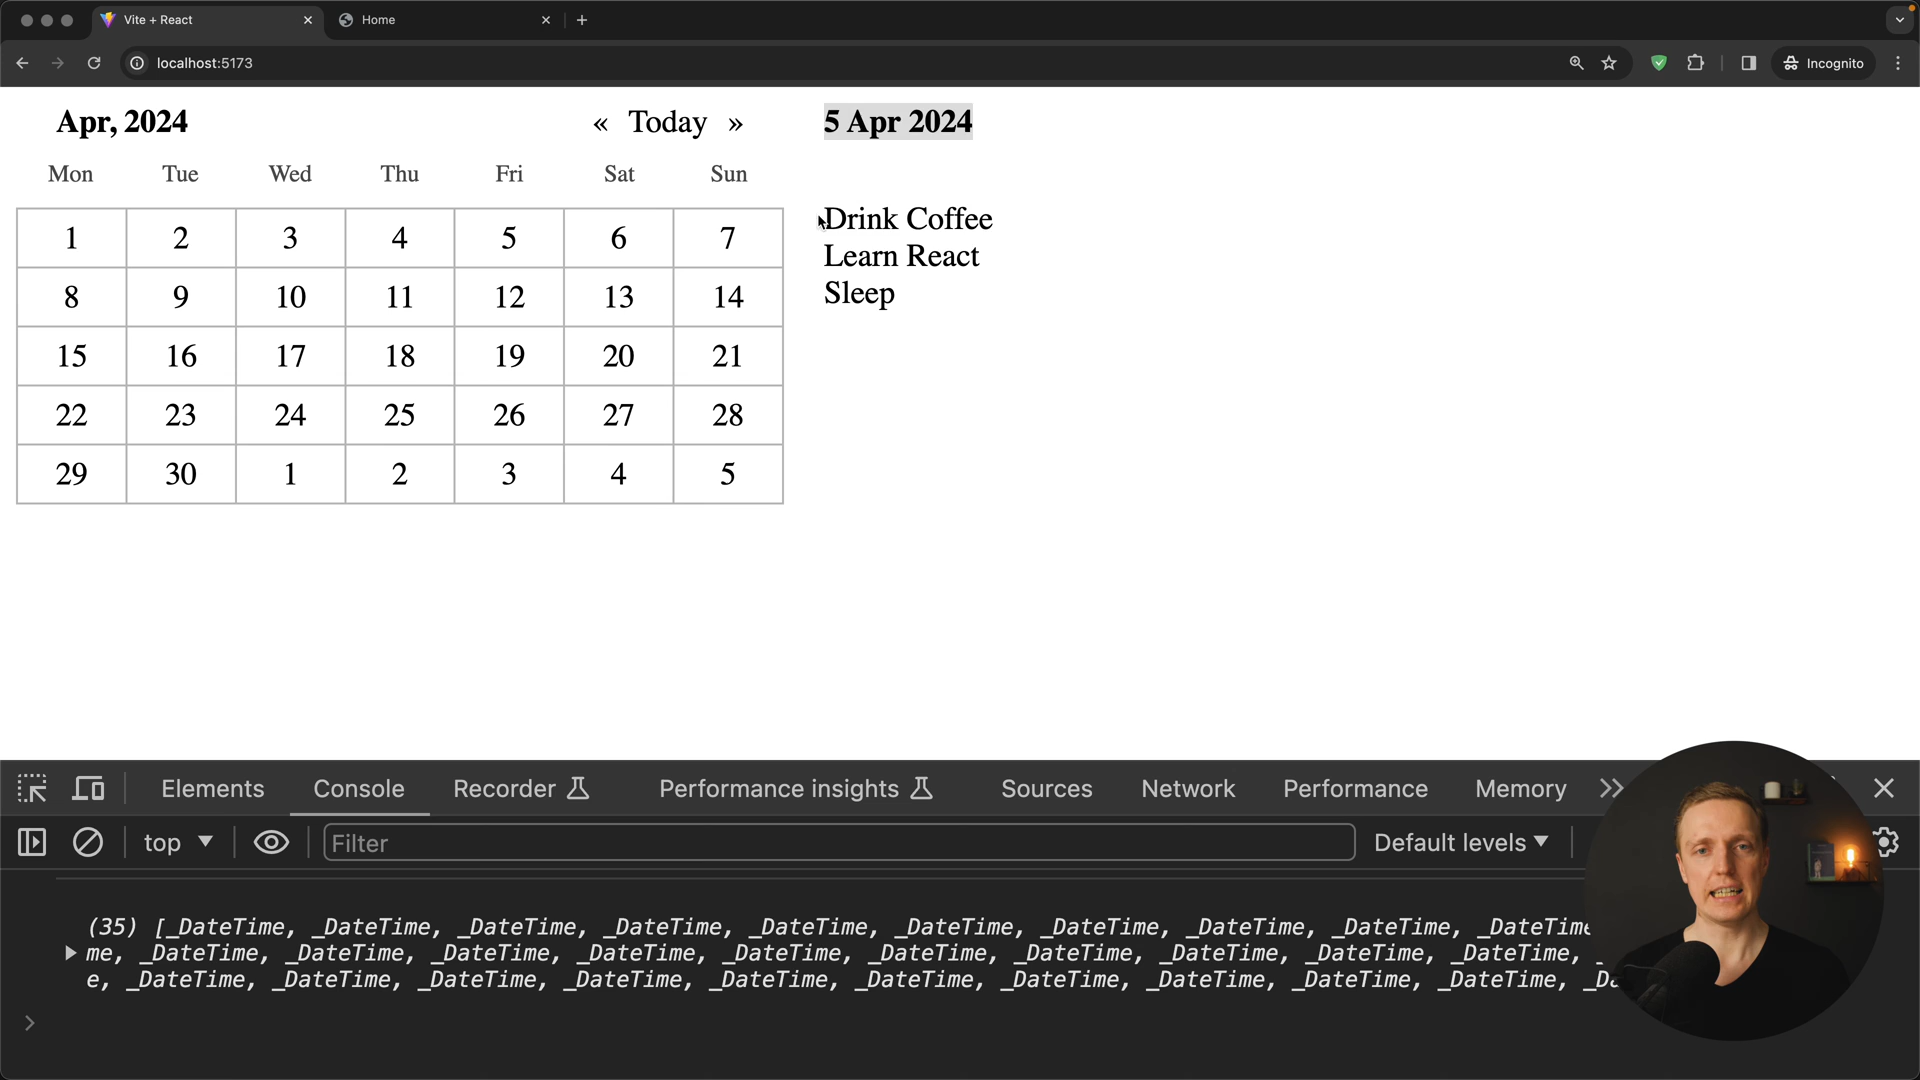 Vite + React
Home
localhost:5173
Incognito
Apr, 2024
« Today »
5 Apr 2024
Mon Tue Wed Thu Fri Sat Sun
1 2 3 4 5 6 7
8 9 10 11 12 13 14
15 16 17 18 19 20 21
22 23 24 25 26 27 28
29 30 1 2 3 4 5
Drink Coffee
Learn React
Sleep
Elements Console Recorder Performance insights Sources Network Performance Memory
top Filter Default levels
(35) [_DateTime, _DateTime, _DateTime, _DateTime, _DateTime, _DateTime, _DateTime, _DateTime, _DateTime, _DateTime
me, _DateTime, _DateTime, _DateTime, _DateTime, _DateTime, _DateTime, _DateTime, _DateTime, _DateTime, _DateTime, _
e, _DateTime, _DateTime, _DateTime, _DateTime, _DateTime, _DateTime, _DateTime, _DateTime, _DateTime, _DateTime, _Da